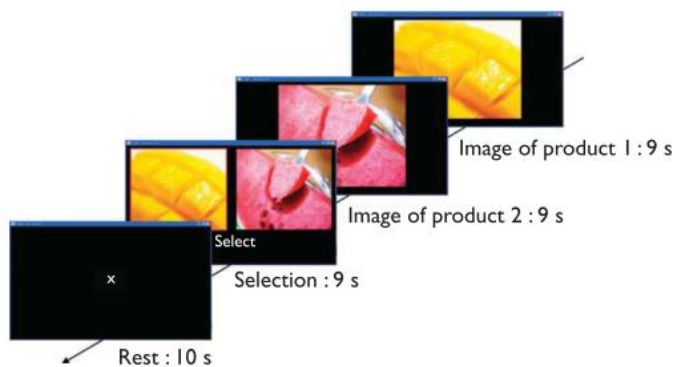 Image of product 1 : 9 s
Image of product 2 : 9 s
Select
Selection : 9 s
x
Rest : 10 s